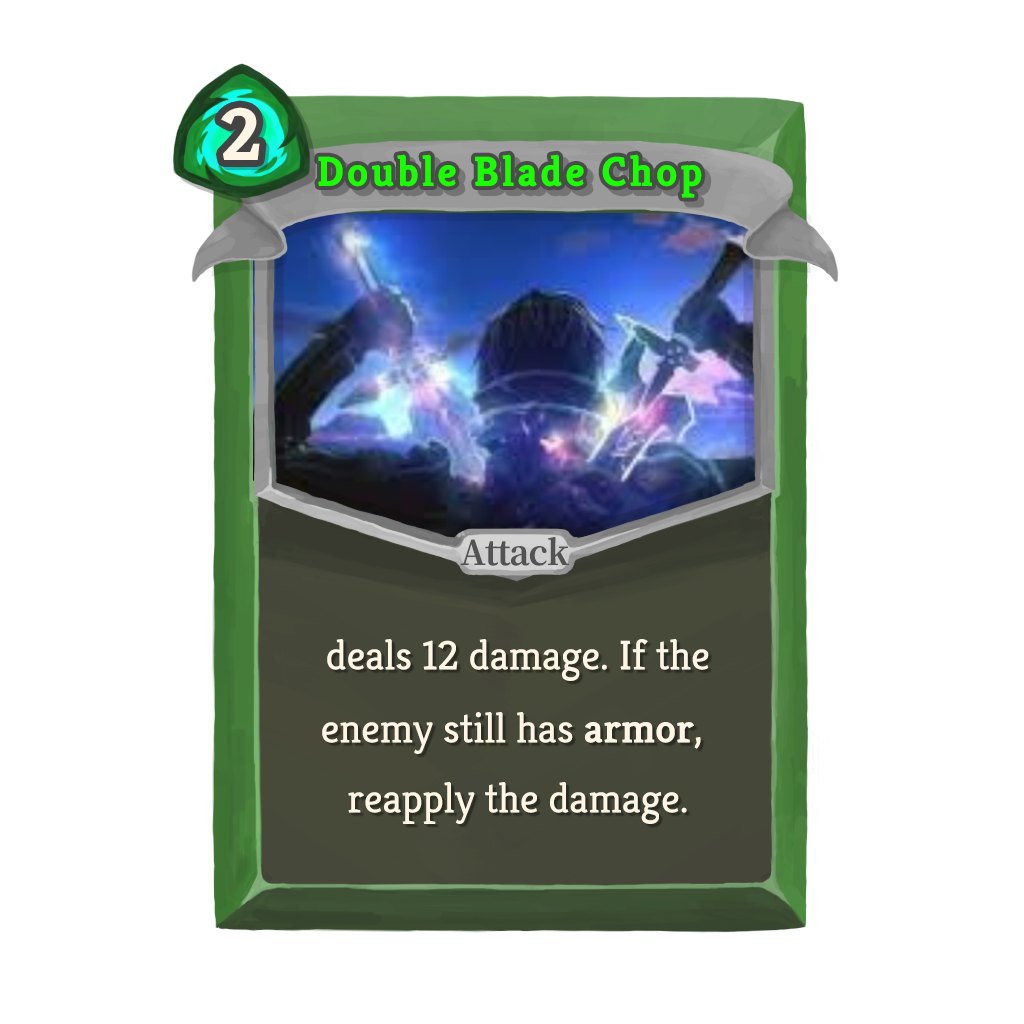 2
Double Blade Chop
Attack
deals 12 damage. If the
enemy still has armor,
reapply the damage.